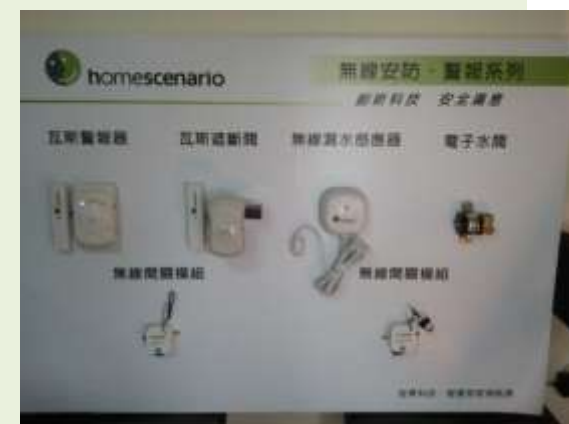 homescenario
無線安防・警報系列
創新科技 安全滿意
瓦斯警報器 瓦斯遮斷閥 無線漏水感應器 電子水閥
無線開關模組 無線開關模組